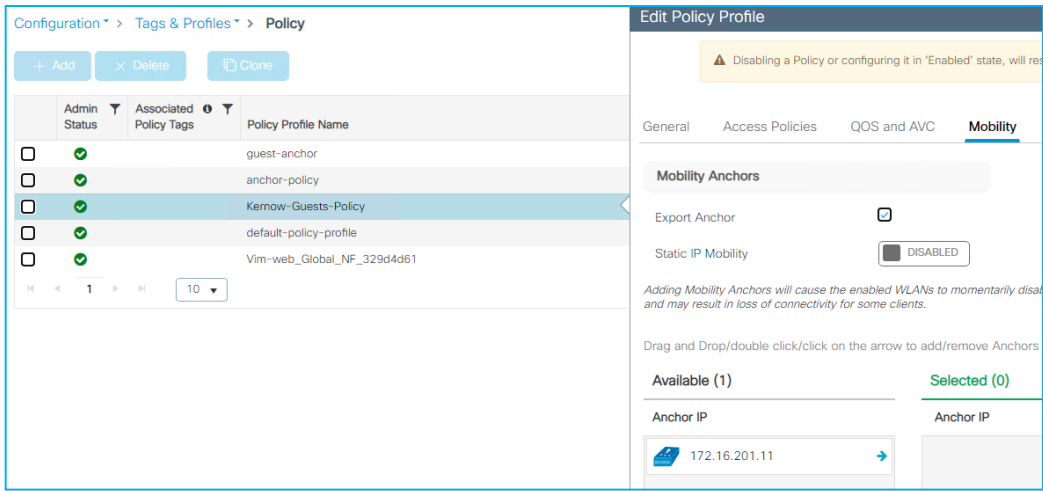 Configuration > Tags & Profiles > Policy
+ Add × Delete Clone
Admin Status
Associated Policy Tags
Policy Profile Name
guest-anchor
anchor-policy
Kernow-Guests-Policy
default-policy-profile
Vim-web_Global_NF_329d4d61
1 10
Edit Policy Profile
Disabling a Policy or configuring it in 'Enabled' state, will
General Access Policies QOS and AVC Mobility
Mobility Anchors
Export Anchor
Static IP Mobility DISABLED
Adding Mobility Anchors will cause the enabled WLANs to momentarily
and may result in loss of connectivity for some clients.
Drag and Drop/double click/click on the arrow to add/remove Anchors
Available (1) Selected (0)
Anchor IP Anchor IP
172.16.201.11